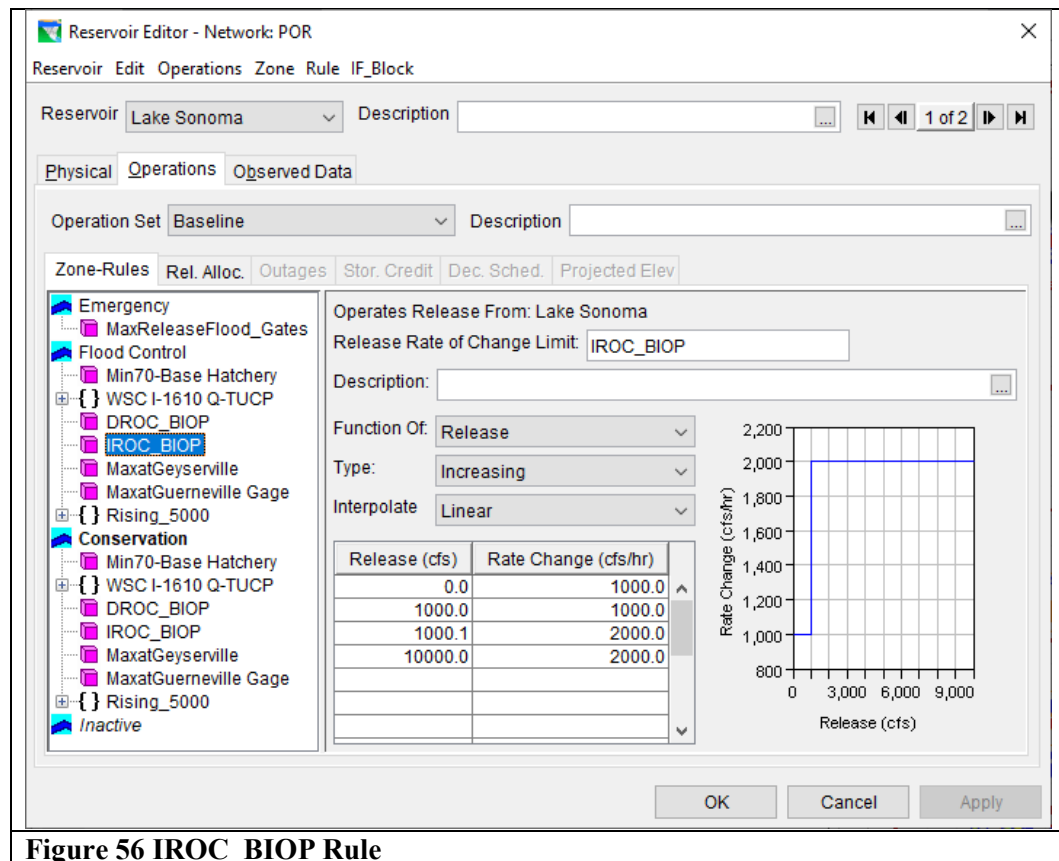 Reservoir Editor - Network: POR
Reservoir Edit Operations Zone Rule IF_Block
Reservoir Lake Sonoma Description ... 1 of 2
Physical Operations Observed Data
Operation Set Baseline Description ...
Zone-Rules Rel. Alloc. Outages Stor. Credit Dec. Sched. Projected Elev
Emergency
MaxReleaseFlood_Gates
Flood Control
Min70-Base Hatchery
{ } WSC I-1610 Q-TUCP
DROC_BIOP
IROC_BIOP
MaxatGeyserville
MaxatGuerneville Gage
{ } Rising_5000
Conservation
Min70-Base Hatchery
{ } WSC I-1610 Q-TUCP
DROC_BIOP
IROC_BIOP
MaxatGeyserville
MaxatGuerneville Gage
{ } Rising_5000
Inactive
Operates Release From: Lake Sonoma
Release Rate of Change Limit: IROC_BIOP
Description: ...
Function Of: Release
Type: Increasing
Interpolate Linear
Release (cfs) Rate Change (cfs/hr)
0.0 1000.0
1000.0 1000.0
1000.1 2000.0
10000.0 2000.0
Rate Change (cfs/hr)
2,200
2,000
1,800
1,600
1,400
1,200
1,000
800
0 3,000 6,000 9,000
Release (cfs)
OK Cancel Apply
Figure 56 IROC_BIOP Rule